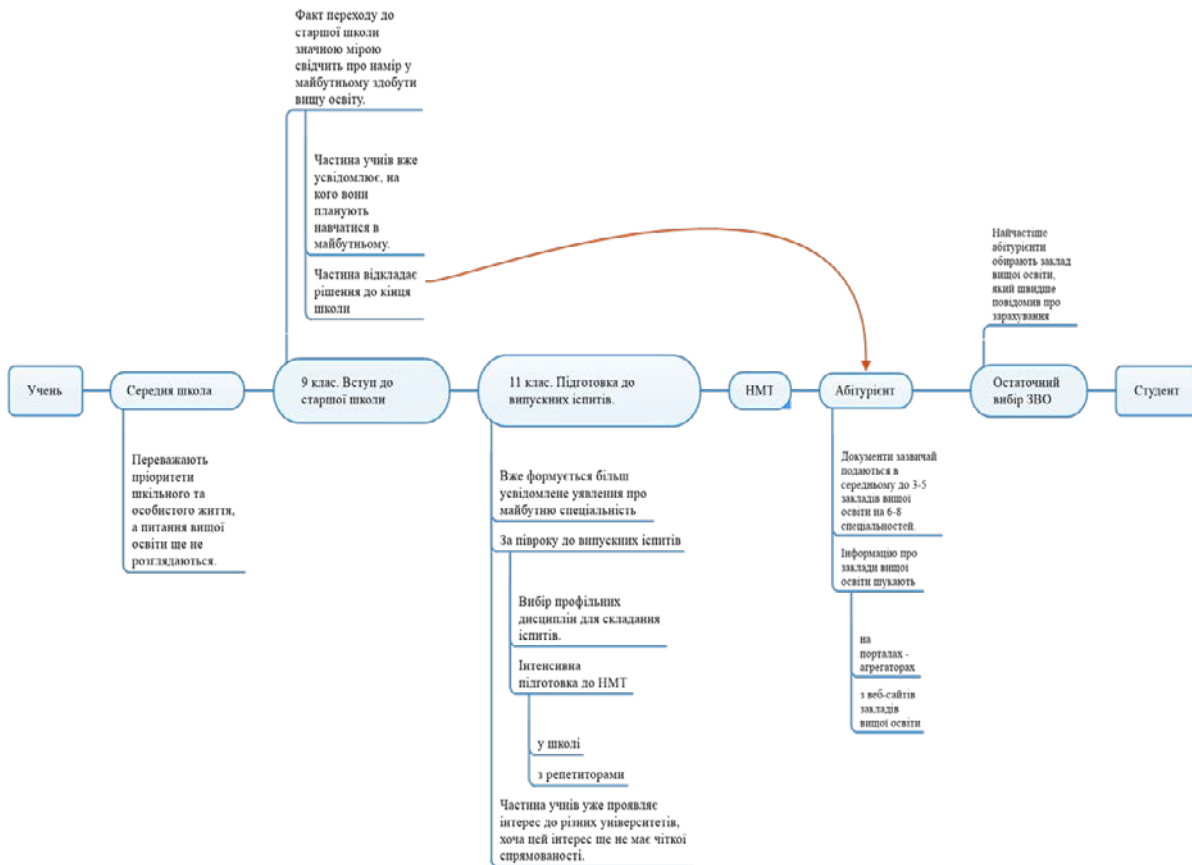 Факт переходу до
старшої школи
значною мірою
свідчить про намір у
майбутньому здобути
вищу освіту.
Частина учнів вже
усвідомлює, на
кого вони
планують
навчатися в
майбутньому.
Частина відкладає
рішення до кінця
школи
Найчастіше
абітурієнти
обирають заклад
вищої освіти,
який швидше
повідомив про
зарахування
Учень
Середня школа
9 клас. Вступ до
старшої школи
11 клас. Підготовка до
випускних іспитів.
НМТ
Абітурієнт
Остаточний
вибір ЗВО
Студент
Переважають
пріоритети
шкільного та
особистого життя,
а питання вищої
освіти ще не
розглядаються.
Вже формується більш
усвідомлене уявлення про
майбутню спеціальність
За півроку до випускних іспитів
Вибір профільних
дисциплін для складання
іспитів.
Інтенсивна
підготовка до НМТ
у школі
з репетиторами
Частина учнів уже проявляє
інтерес до різних університетів,
хоча цей інтерес ще не має чіткої
спрямованості.
Документи зазвичай
подаються в
середньому до 3-5
закладів вищої
освіти на 6-8
спеціальностей.
Інформацію про
заклади вищої
освіти шукають
на
порталах -
агрегаторах
з веб-сайтів
закладів
вищої освіти